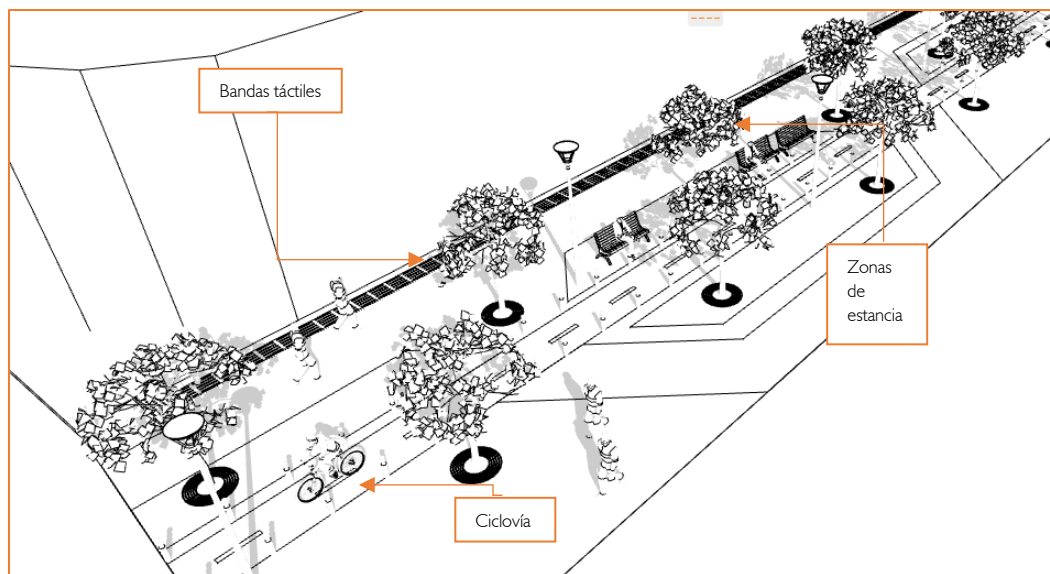 Bandas táctiles
Zonas
de
estancia
Ciclovía